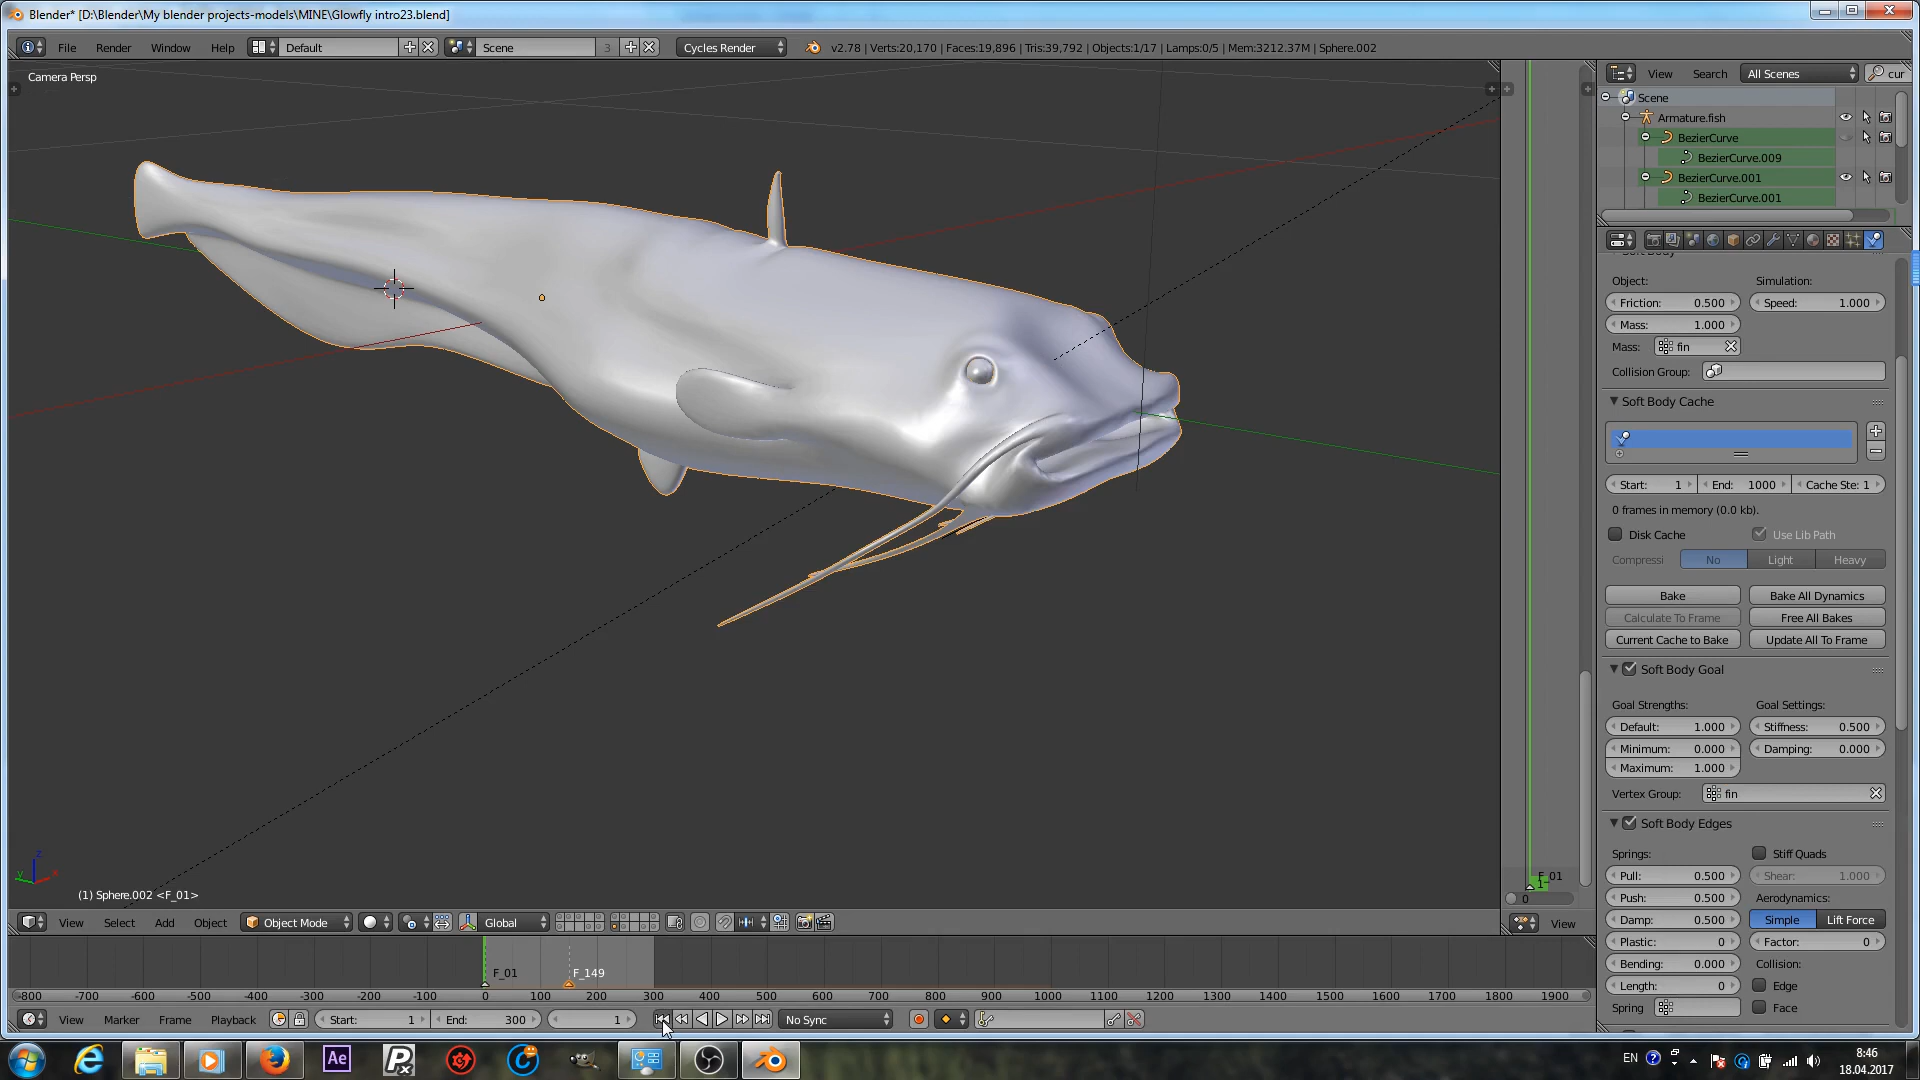 Blender* [D:\Blender\My blender projects-models\MINE\Glowfly intro23.blend]
File Render Window Help Default Scene 3 Cycles Render v2.78 | Verts:20,170 | Faces:19,896 | Tris:39,792 | Objects:1/17 | Lamps:0/5 | Mem:3212.37M | Sphere.002
Camera Persp
View Search All Scenes cur
Scene
Armature.fish
BezierCurve
BezierCurve.009
BezierCurve.001
BezierCurve.001
Object: Simulation:
Friction: 0.500 Speed: 1.000
Mass: 1.000
Mass: fin
Collision Group:
Soft Body Cache
Start: 1 End: 1000 Cache Ste: 1
0 frames in memory (0.0 kb).
Disk Cache Use Lib Path
Compressi No Light Heavy
Bake Bake All Dynamics
Calculate To Frame Free All Bakes
Current Cache to Bake Update All To Frame
Soft Body Goal
Goal Strengths: Goal Settings:
Default: 1.000 Stiffness: 0.500
Minimum: 0.000 Damping: 0.000
Maximum: 1.000
Vertex Group: fin
Soft Body Edges
Springs: Stiff Quads
Pull: 0.500 Shear: 1.000
Push: 0.500 Aerodynamics:
Damp: 0.500 Simple Lift Force
Plastic: 0 Factor: 0
Bending: 0.000 Collision:
Length: 0 Edge
Spring Face
z
y x
(1) Sphere.002 <F_01>
F_01
1
0
View Select Add Object Object Mode Global View
F_01 F_149
-800 -700 -600 -500 -400 -300 -200 -100 0 100 200 300 400 500 600 700 800 900 1000 1100 1200 1300 1400 1500 1600 1700 1800 1900
View Marker Frame Playback Start: 1 End: 300 1 No Sync
Ae
EN 8:46
18.04.2017